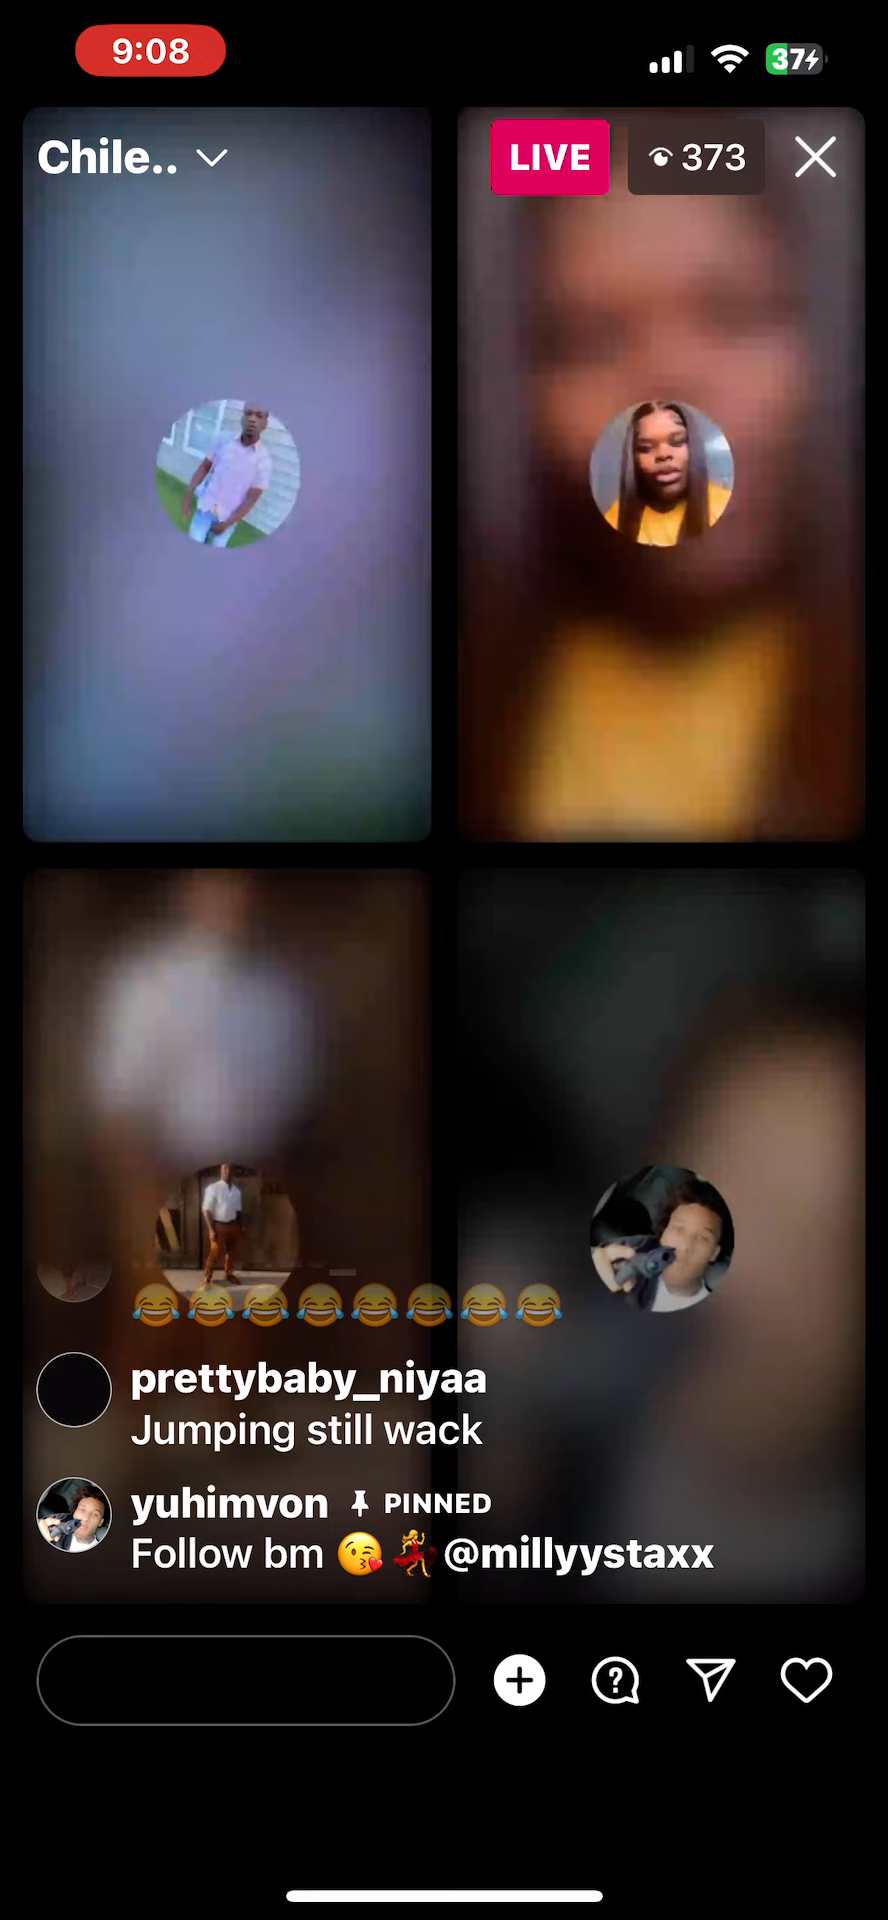 9:08
37
Chile..
LIVE
373
😂😂😂😂😂😂😂😂
prettybaby_niyaa
Jumping still wack
yuhimvon PINNED
Follow bm 😘💃@millyystaxx